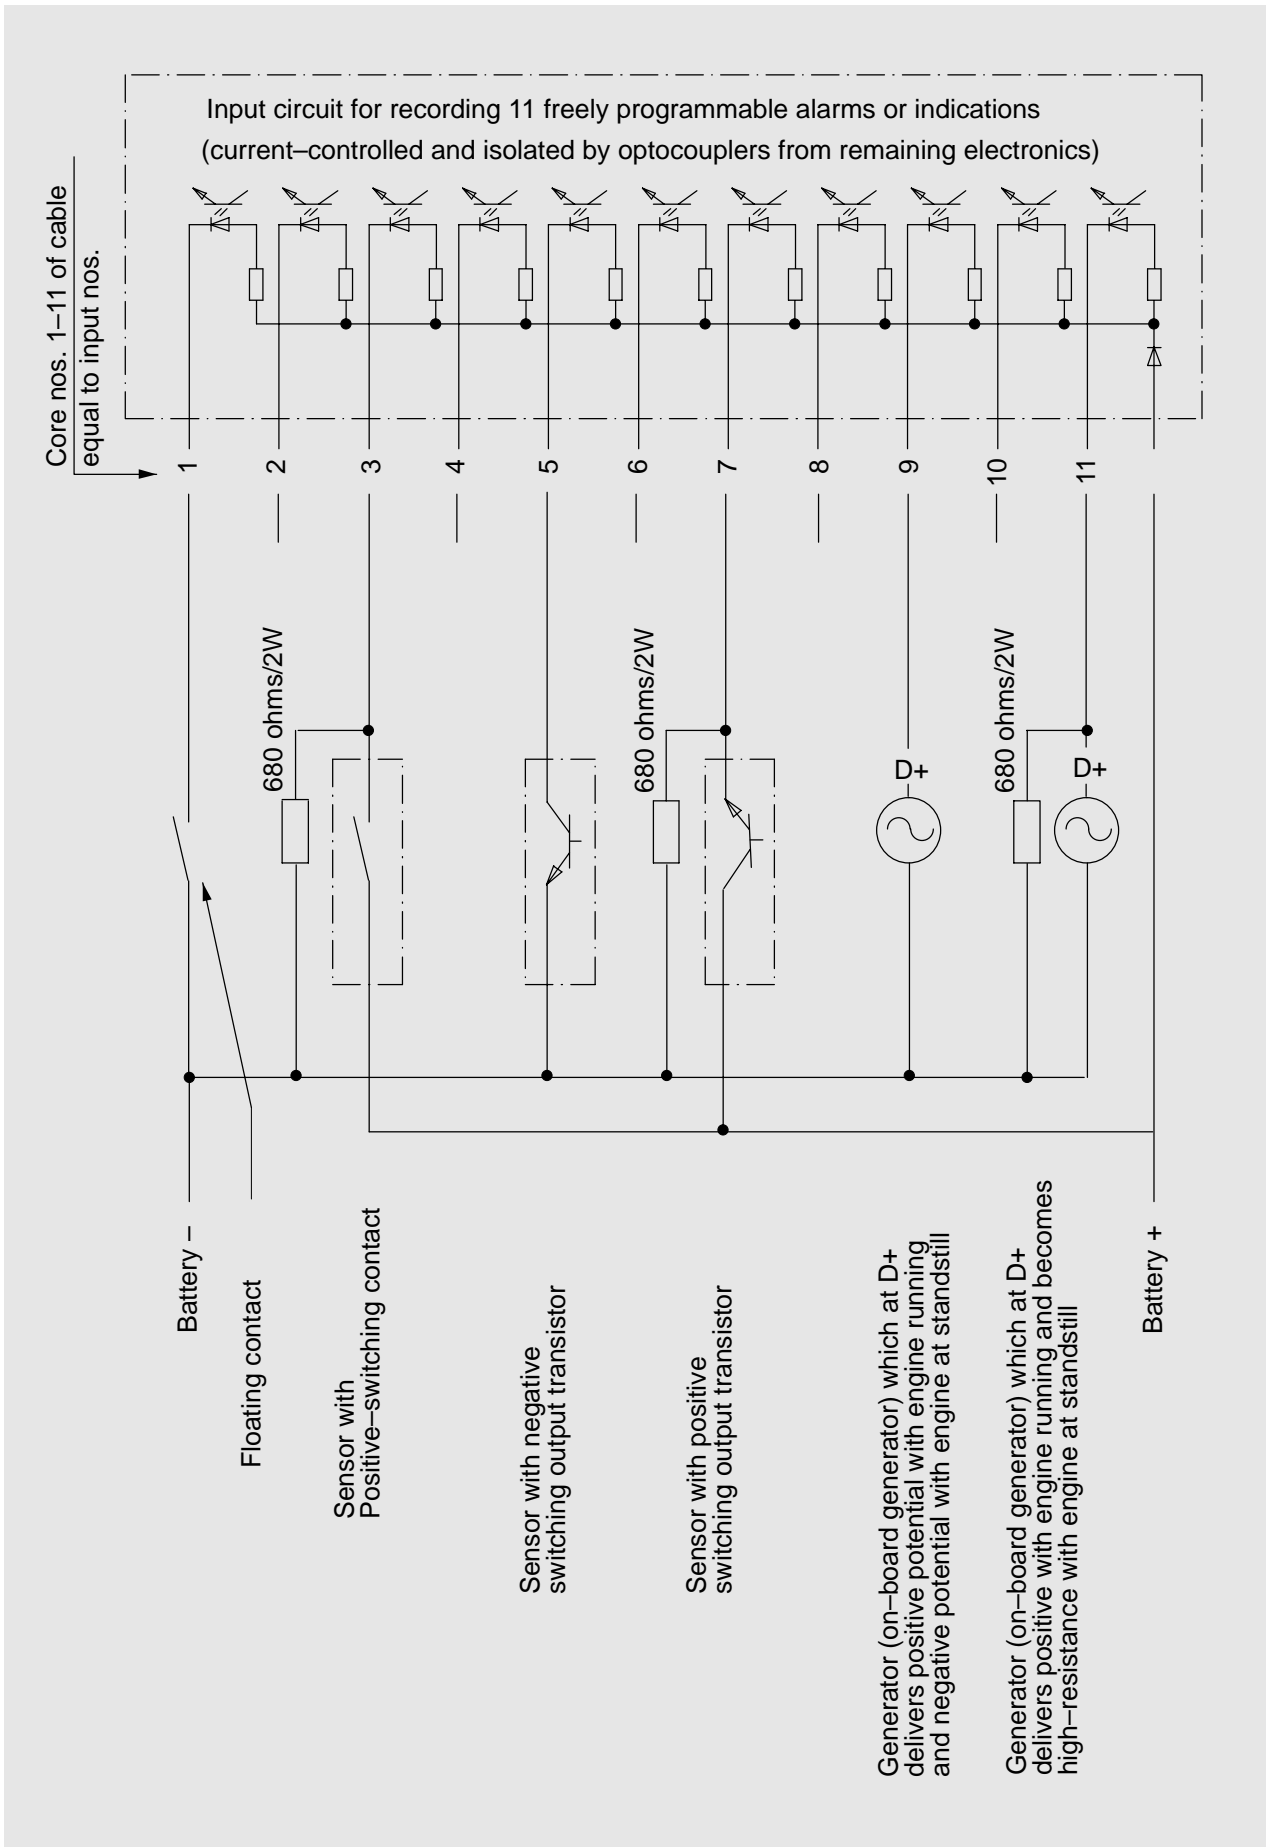 Input circuit for recording 11 freely programmable alarms or indications
(current–controlled and isolated by optocouplers from remaining electronics)
Core nos. 1–11 of cable
equal to input nos.
1
2
3
4
5
6
7
8
9
10
11
680 ohms/2W
680 ohms/2W
680 ohms/2W
D+
D+
Battery –
Floating contact
Sensor with
Positive–switching contact
Sensor with negative
switching output transistor
Sensor with positive
switching output transistor
Generator (on–board generator) which at D+
delivers positive potential with engine running
and negative potential with engine at standstill
Generator (on–board generator) which at D+
delivers positive with engine running and becomes
high–resistance with engine at standstill
Battery +